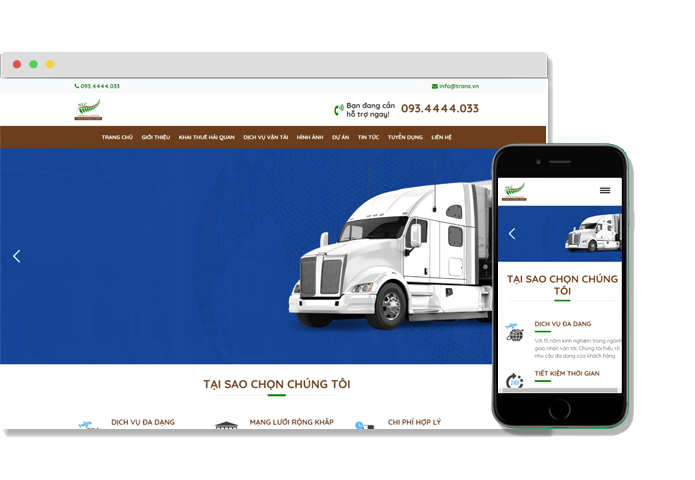 093.4444.033
info@trans.vn
Bạn đang cần
hỗ trợ ngay!
093.4444.033
TRANG CHỦ GIỚI THIỆU KHAI THUÊ HẢI QUAN DỊCH VỤ VẬN TẢI HÌNH ẢNH DỰ ÁN TIN TỨC TUYỂN DỤNG LIÊN HỆ
TẠI SAO CHỌN CHÚNG TÔI
DỊCH VỤ ĐA DẠNG
MẠNG LƯỚI RỘNG KHẮP
CHI PHÍ HỢP LÝ
TẠI SAO CHỌN CHÚNG
TÔI
DỊCH VỤ ĐA DẠNG
Với 15 năm kinh nghiệm trong ngành
giao nhận vận tải, Chúng tôi hiểu rõ
nhu cầu đa dạng của khách hàng
TIẾT KIỆM THỜI GIAN
24h